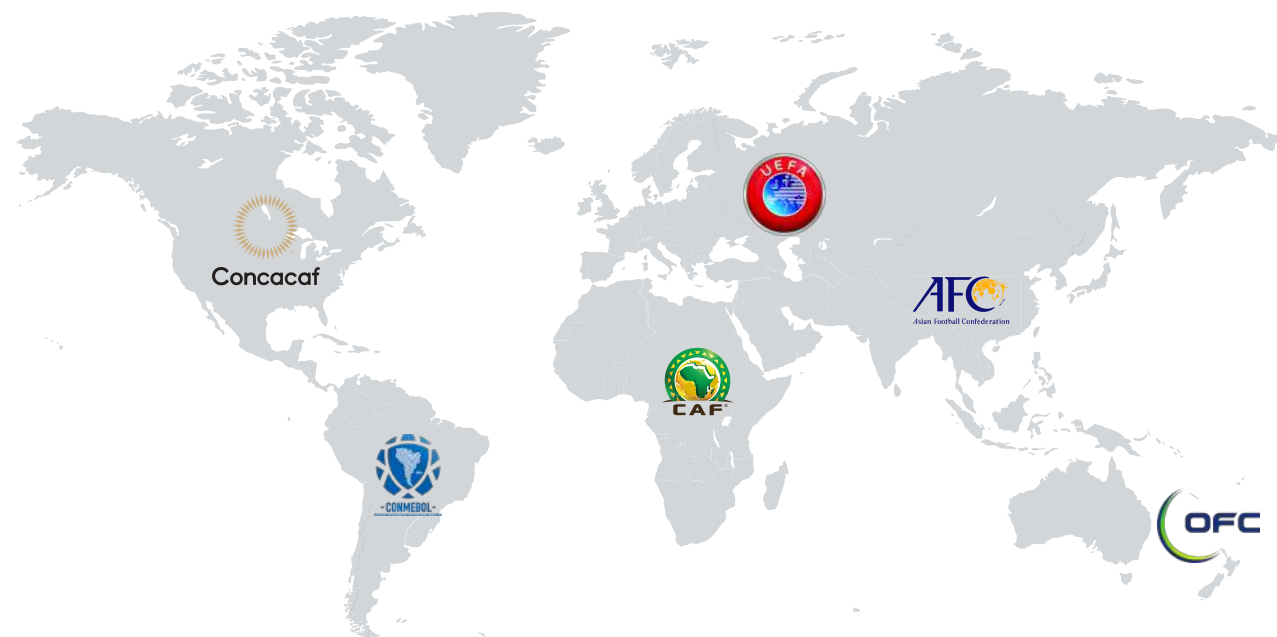 UEFA
Concacaf
AFC
Asian Football Confederation
CAF
CONMEBOL
OFC